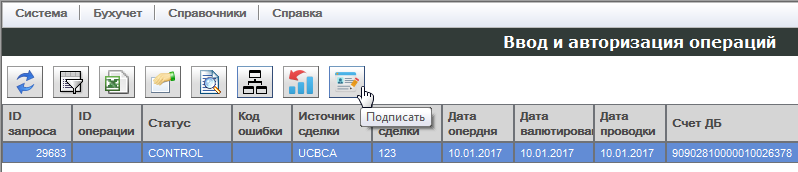 Система Бухучет Справочники Справка
Ввод и авторизация операций
Подписать
ID запроса ID операции Статус Код ошибки Источник сделки сделки Дата опердня Дата валютирован Дата проводки Счет ДБ
29683 CONTROL UCBCA 123 10.01.2017 10.01.2017 10.01.2017 90902810000010026378